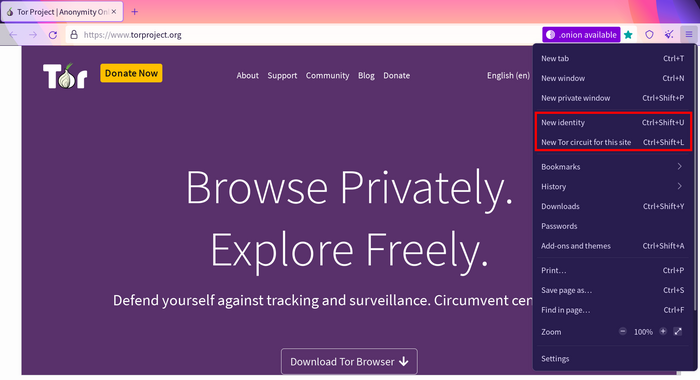 Tor Project | Anonymity Onl
https://www.torproject.org
.onion available
Tor
Donate Now
About Support Community Blog Donate
English (en)
Browse Privately.
Explore Freely.
Defend yourself against tracking and surveillance. Circumvent cen
Download Tor Browser
New tab Ctrl+T
New window Ctrl+N
New private window Ctrl+Shift+P
New identity Ctrl+Shift+U
New Tor circuit for this site Ctrl+Shift+L
Bookmarks
History
Downloads Ctrl+Shift+Y
Passwords
Add-ons and themes Ctrl+Shift+A
Print… Ctrl+P
Save page as… Ctrl+S
Find in page… Ctrl+F
Zoom 100%
Settings